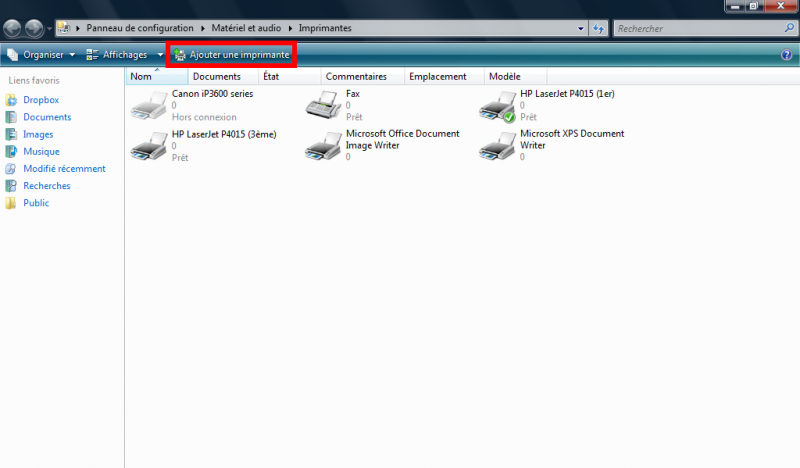 Panneau de configuration Matériel et audio Imprimantes
Rechercher
Organiser Affichages Ajouter une imprimante
Liens favoris
Dropbox
Documents
Images
Musique
Modifié récemment
Recherches
Public
Nom Documents État Commentaires Emplacement Modèle
Canon iP3600 series
0
Hors connexion
Fax
0
Prêt
HP LaserJet P4015 (1er)
0
Prêt
HP LaserJet P4015 (3ème)
0
Prêt
Microsoft Office Document
Image Writer
0
Microsoft XPS Document
Writer
0